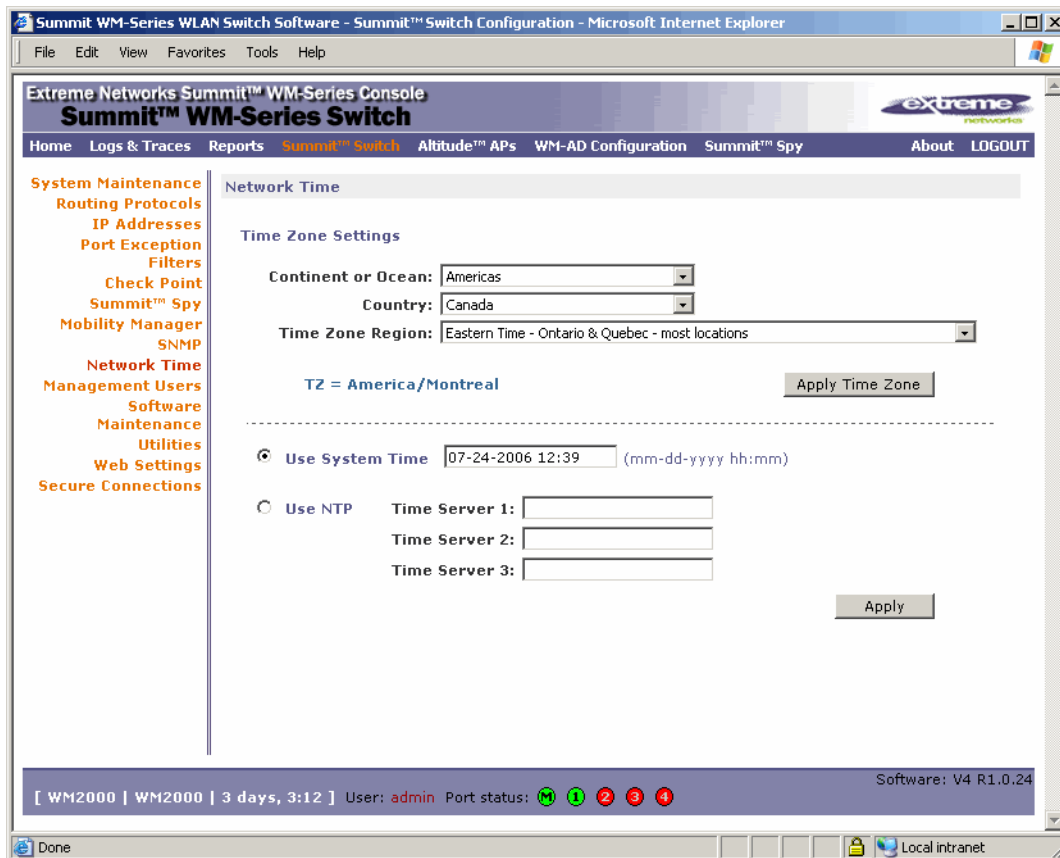 Summit WM-Series WLAN Switch Software - Summit™ Switch Configuration - Microsoft Internet Explorer
File Edit View Favorites Tools Help
Extreme Networks Summit™ WM-Series Console
Summit™ WM-Series Switch
extreme
networks
Home Logs & Traces Reports Summit™ Switch Altitude™ APs WM-AD Configuration Summit™ Spy About LOGOUT
System Maintenance
Routing Protocols
IP Addresses
Port Exception
Filters
Check Point
Summit™ Spy
Mobility Manager
SNMP
Network Time
Management Users
Software
Maintenance
Utilities
Web Settings
Secure Connections
Network Time
Time Zone Settings
Continent or Ocean: Americas
Country: Canada
Time Zone Region: Eastern Time - Ontario & Quebec - most locations
TZ = America/Montreal Apply Time Zone
Use System Time 07-24-2006 12:39 (mm-dd-yyyy hh:mm)
Use NTP Time Server 1:
Time Server 2:
Time Server 3:
Apply
Software: V4 R1.0.24
[ WM2000 | WM2000 | 3 days, 3:12 ] User: admin Port status: M 1 2 3 4
Done Local intranet